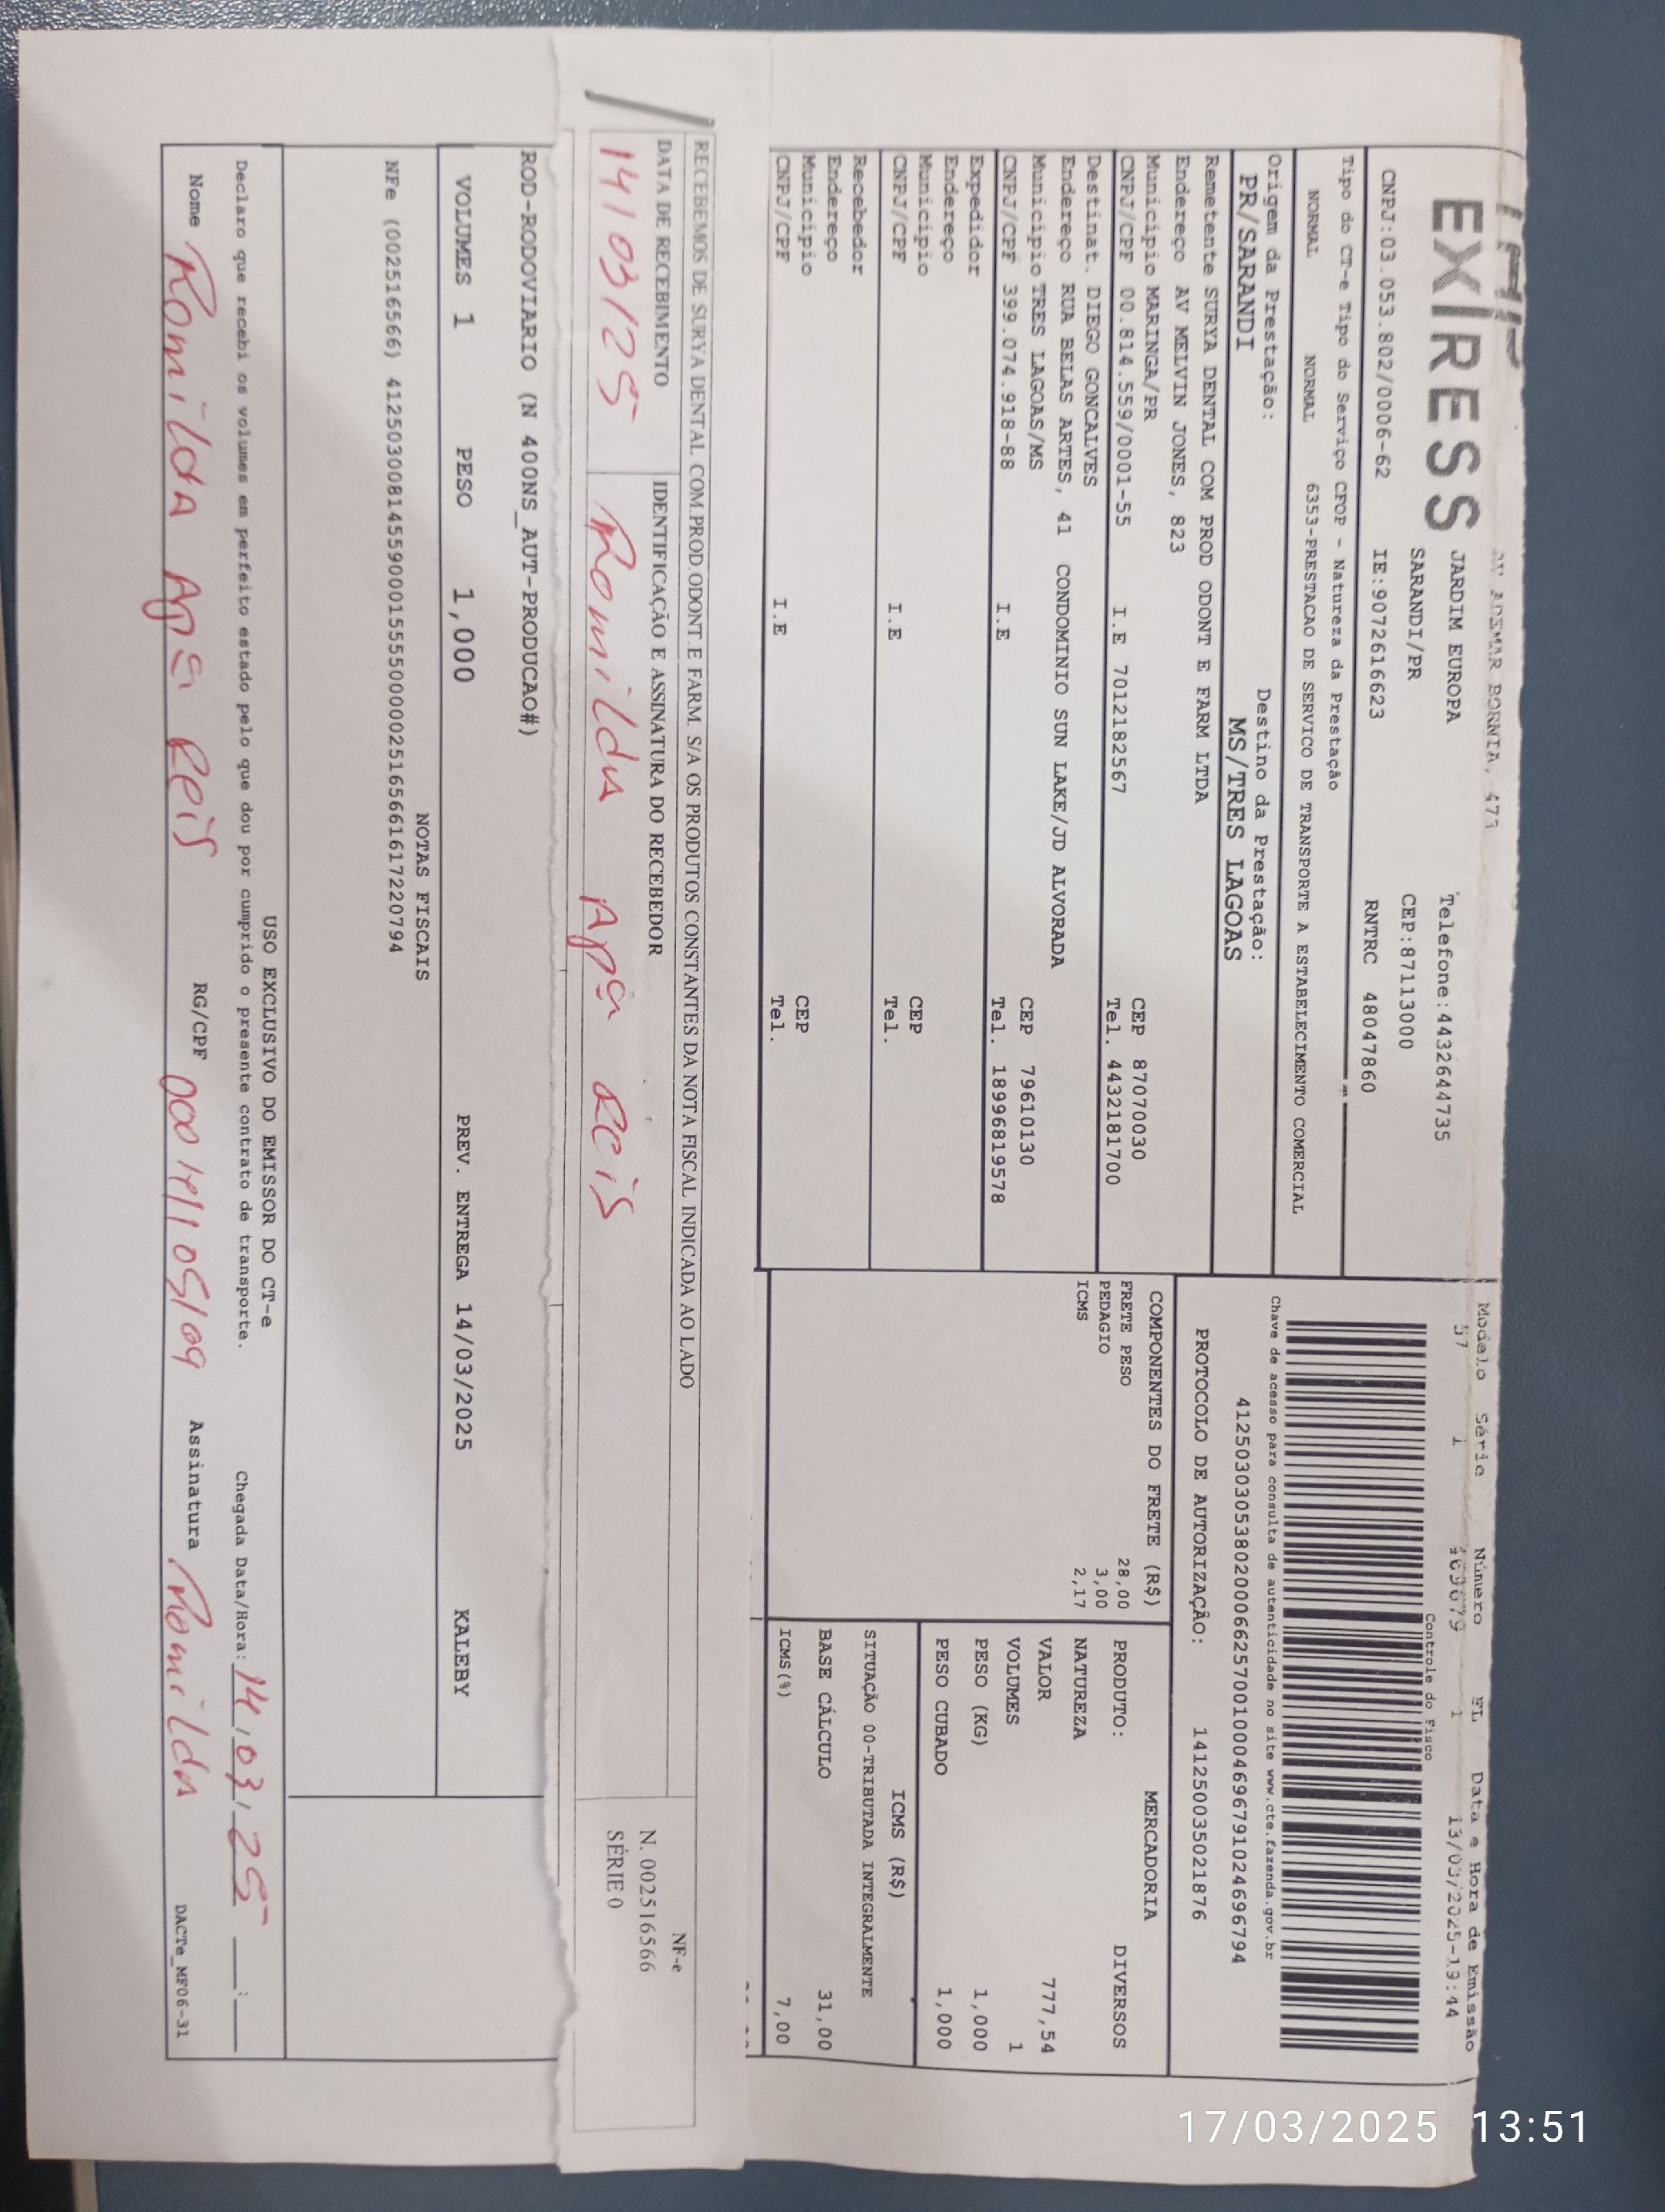 EXPRESS
AV ADEMAR BORNIA, 473
JARDIM EUROPA Telefone:4432644735
SARANDI/PR CEP:87113000
CNPJ:03.053.802/0006-62 IE:9072616623 RNTRC 48047860
Modelo Série Número FL Data e Hora de Emissão
57 1 469679 1 13/03/2025-19:44
Controle do Fisco
Tipo do CT-e Tipo do Serviço CFOP - Natureza da Prestação
NORMAL NORMAL 6353-PRESTACAO DE SERVICO DE TRANSPORTE A ESTABELECIMENTO COMERCIAL
Chave de acesso para consulta de autenticidade no site www.cte.fazenda.gov.br
41250303053802000662570010004696791024696794
Origem da Prestação: Destino da Prestação:
PR/SARANDI MS/TRES LAGOAS
PROTOCOLO DE AUTORIZAÇÃO: 141250035021876
Remetente SURYA DENTAL COM PROD ODONT E FARM LTDA
Endereço AV MELVIN JONES, 823
Municipio MARINGA/PR CEP 87070030
CNPJ/CPF 00.814.559/0001-55 I.E 7012182567 Tel. 4432181700
Destinat. DIEGO GONCALVES
Endereço RUA BELAS ARTES, 41 CONDOMINIO SUN LAKE/JD ALVORADA
Municipio TRES LAGOAS/MS CEP 79610130
CNPJ/CPF 399.074.918-88 I.E Tel. 18996819578
Expedidor
Endereço
Municipio CEP
CNPJ/CPF I.E Tel.
Recebedor
Endereço
Municipio CEP
CNPJ/CPF I.E Tel.
COMPONENTES DO FRETE (R$)
FRETE PESO 28,00
PEDAGIO 3,00
ICMS 2,17
MERCADORIA
PRODUTO: DIVERSOS
NATUREZA
VALOR 777,54
VOLUMES 1
PESO (KG) 1,000
PESO CUBADO 1,000
ICMS (R$)
SITUAÇÃO 00-TRIBUTADA INTEGRALMENTE
BASE CÁLCULO 31,00
ICMS(%) 7,00
RECEBEMOS DE SURYA DENTAL COM.PROD.ODONT.E FARM. S/A OS PRODUTOS CONSTANTES DA NOTA FISCAL INDICADA AO LADO
DATA DE RECEBIMENTO IDENTIFICAÇÃO E ASSINATURA DO RECEBEDOR
14/03/25 Romilda Apª Reis
NF-e
N. 002516566
SÉRIE 0
ROD-RODOVIARIO (N 400NS_AUT-PRODUCAO#)
VOLUMES 1 PESO 1,000 PREV. ENTREGA 14/03/2025 KALEBY
NOTAS FISCAIS
NFe (002516566) 41250300814559000155550000025165661617220794
USO EXCLUSIVO DO EMISSOR DO CT-e
Declaro que recebi os volumes em perfeito estado pelo que dou por cumprido o presente contrato de transporte. Chegada Data/Hora: 14/03/25 __:__
Nome Romilda Apª Reis RG/CPF Assinatura Romilda
DACTe_MF06-31
17/03/2025 13:51